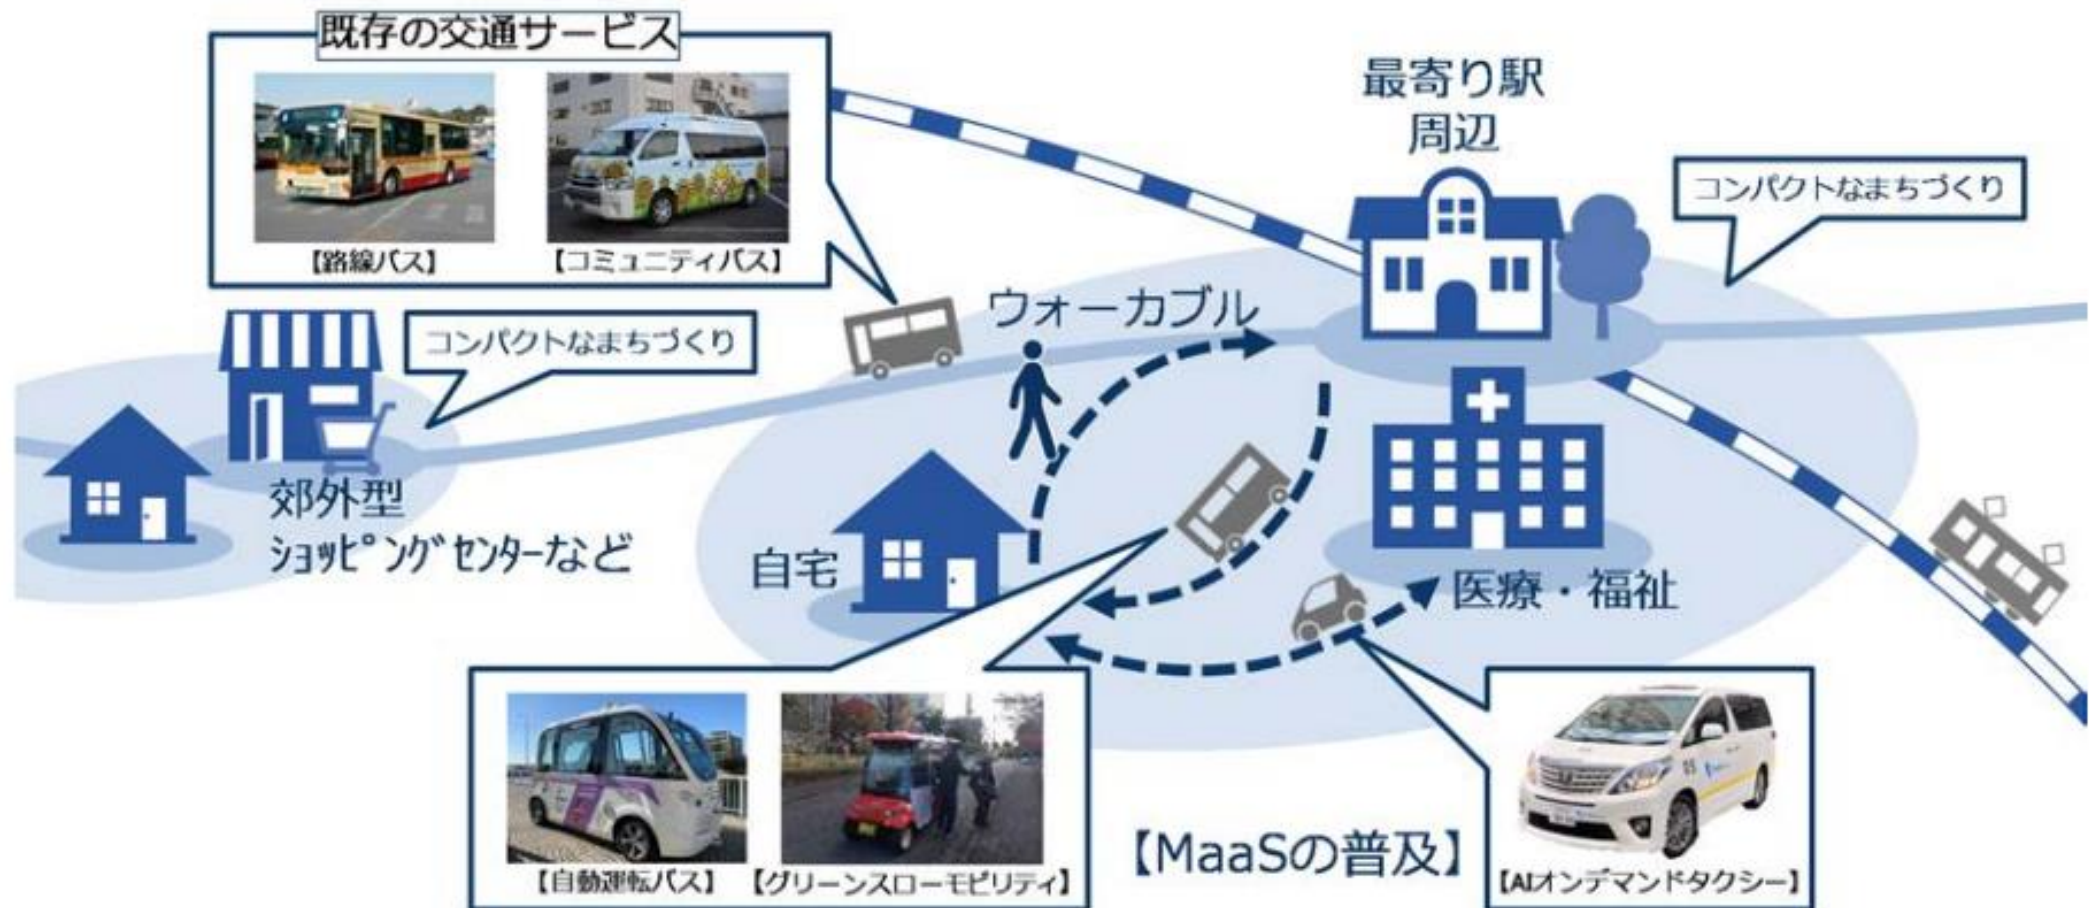 既存の交通サービス
【路線バス】
【コミュニティバス】
最寄り駅
周辺
コンパクトなまちづくり
ウォーカブル
コンパクトなまちづくり
郊外型
ショッピングセンターなど
自宅
医療・福祉
【自動運転バス】
【グリーンスローモビリティ】
【MaaSの普及】
【AIオンデマンドタクシー】